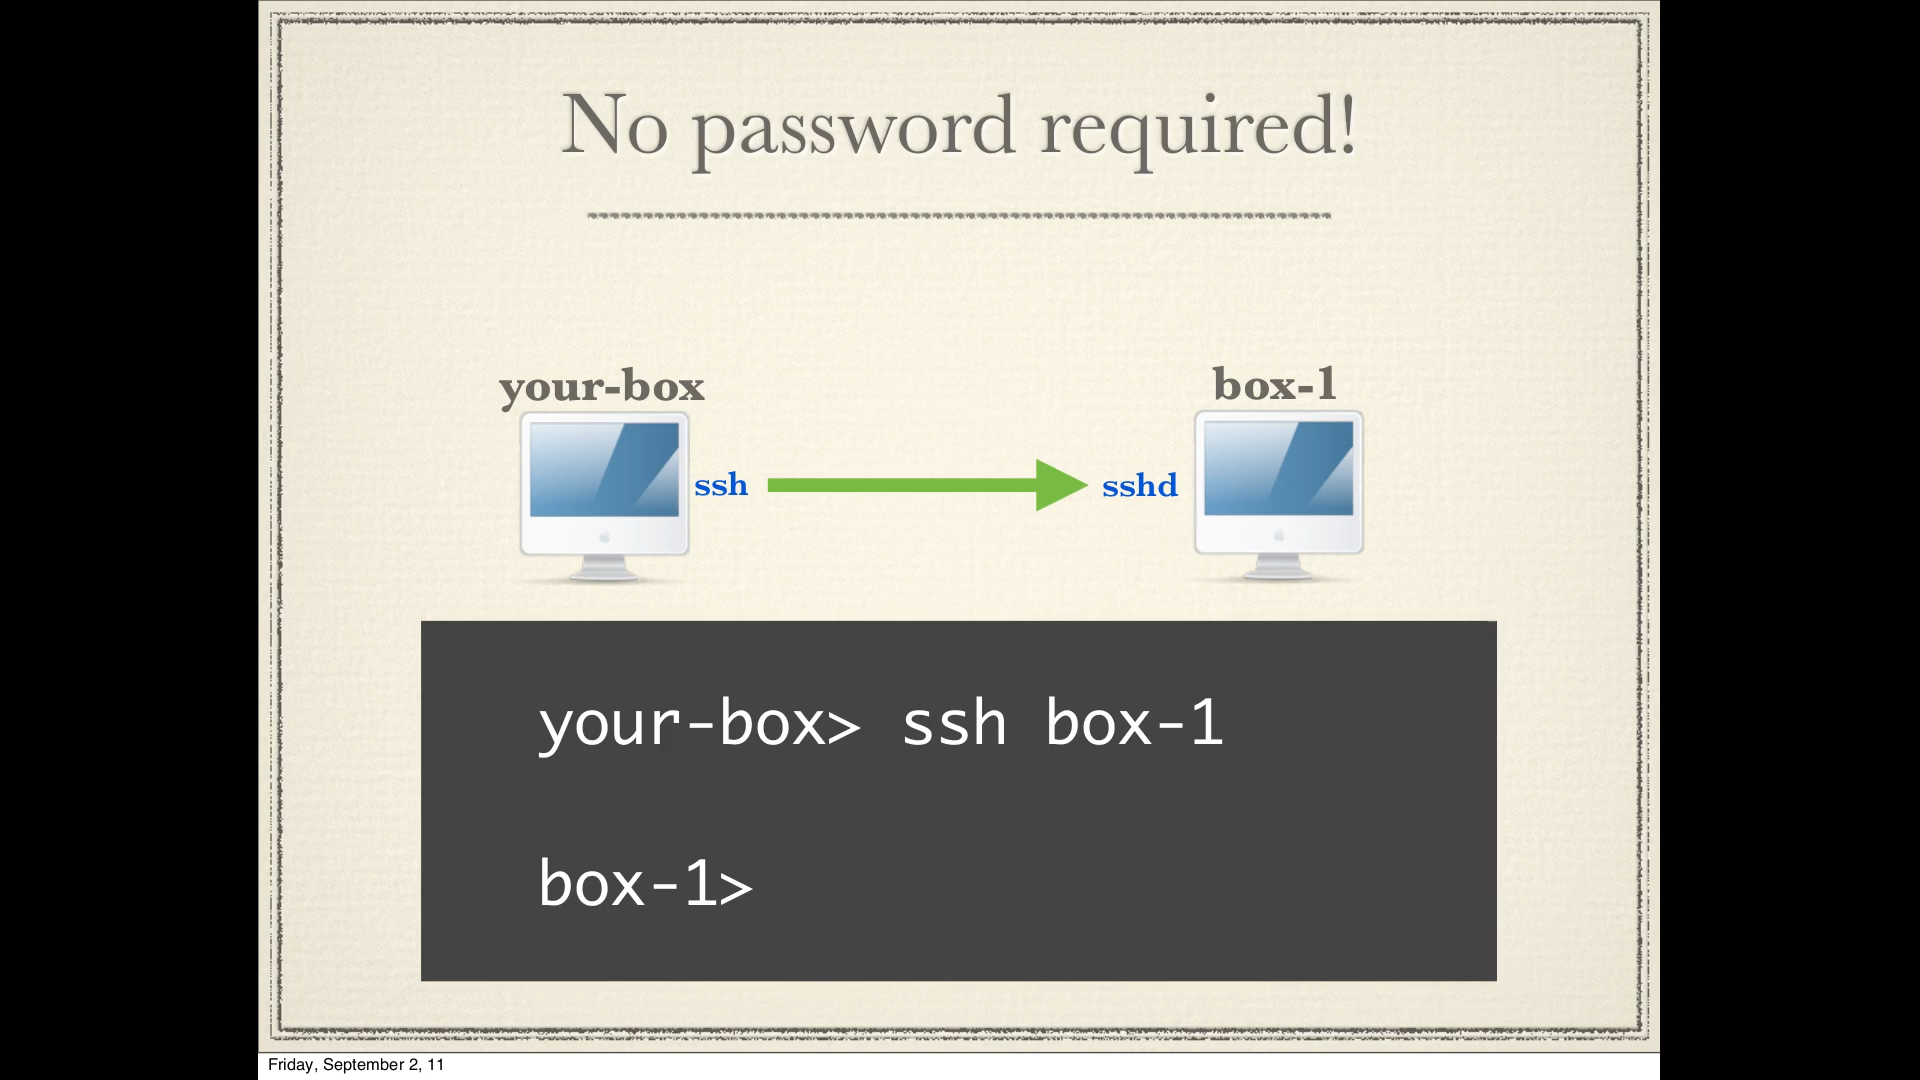 No password required!
your-box
box-1
ssh
sshd
your-box> ssh box-1
box-1>
Friday, September 2, 11